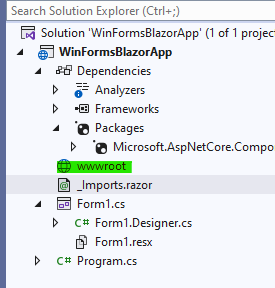 Search Solution Explorer (Ctrl+;)
Solution 'WinFormsBlazorApp' (1 of 1 project
WinFormsBlazorApp
Dependencies
Analyzers
Frameworks
Packages
Microsoft.AspNetCore.Compo
wwwroot
_Imports.razor
Form1.cs
C# Form1.Designer.cs
Form1.resx
C# Program.cs